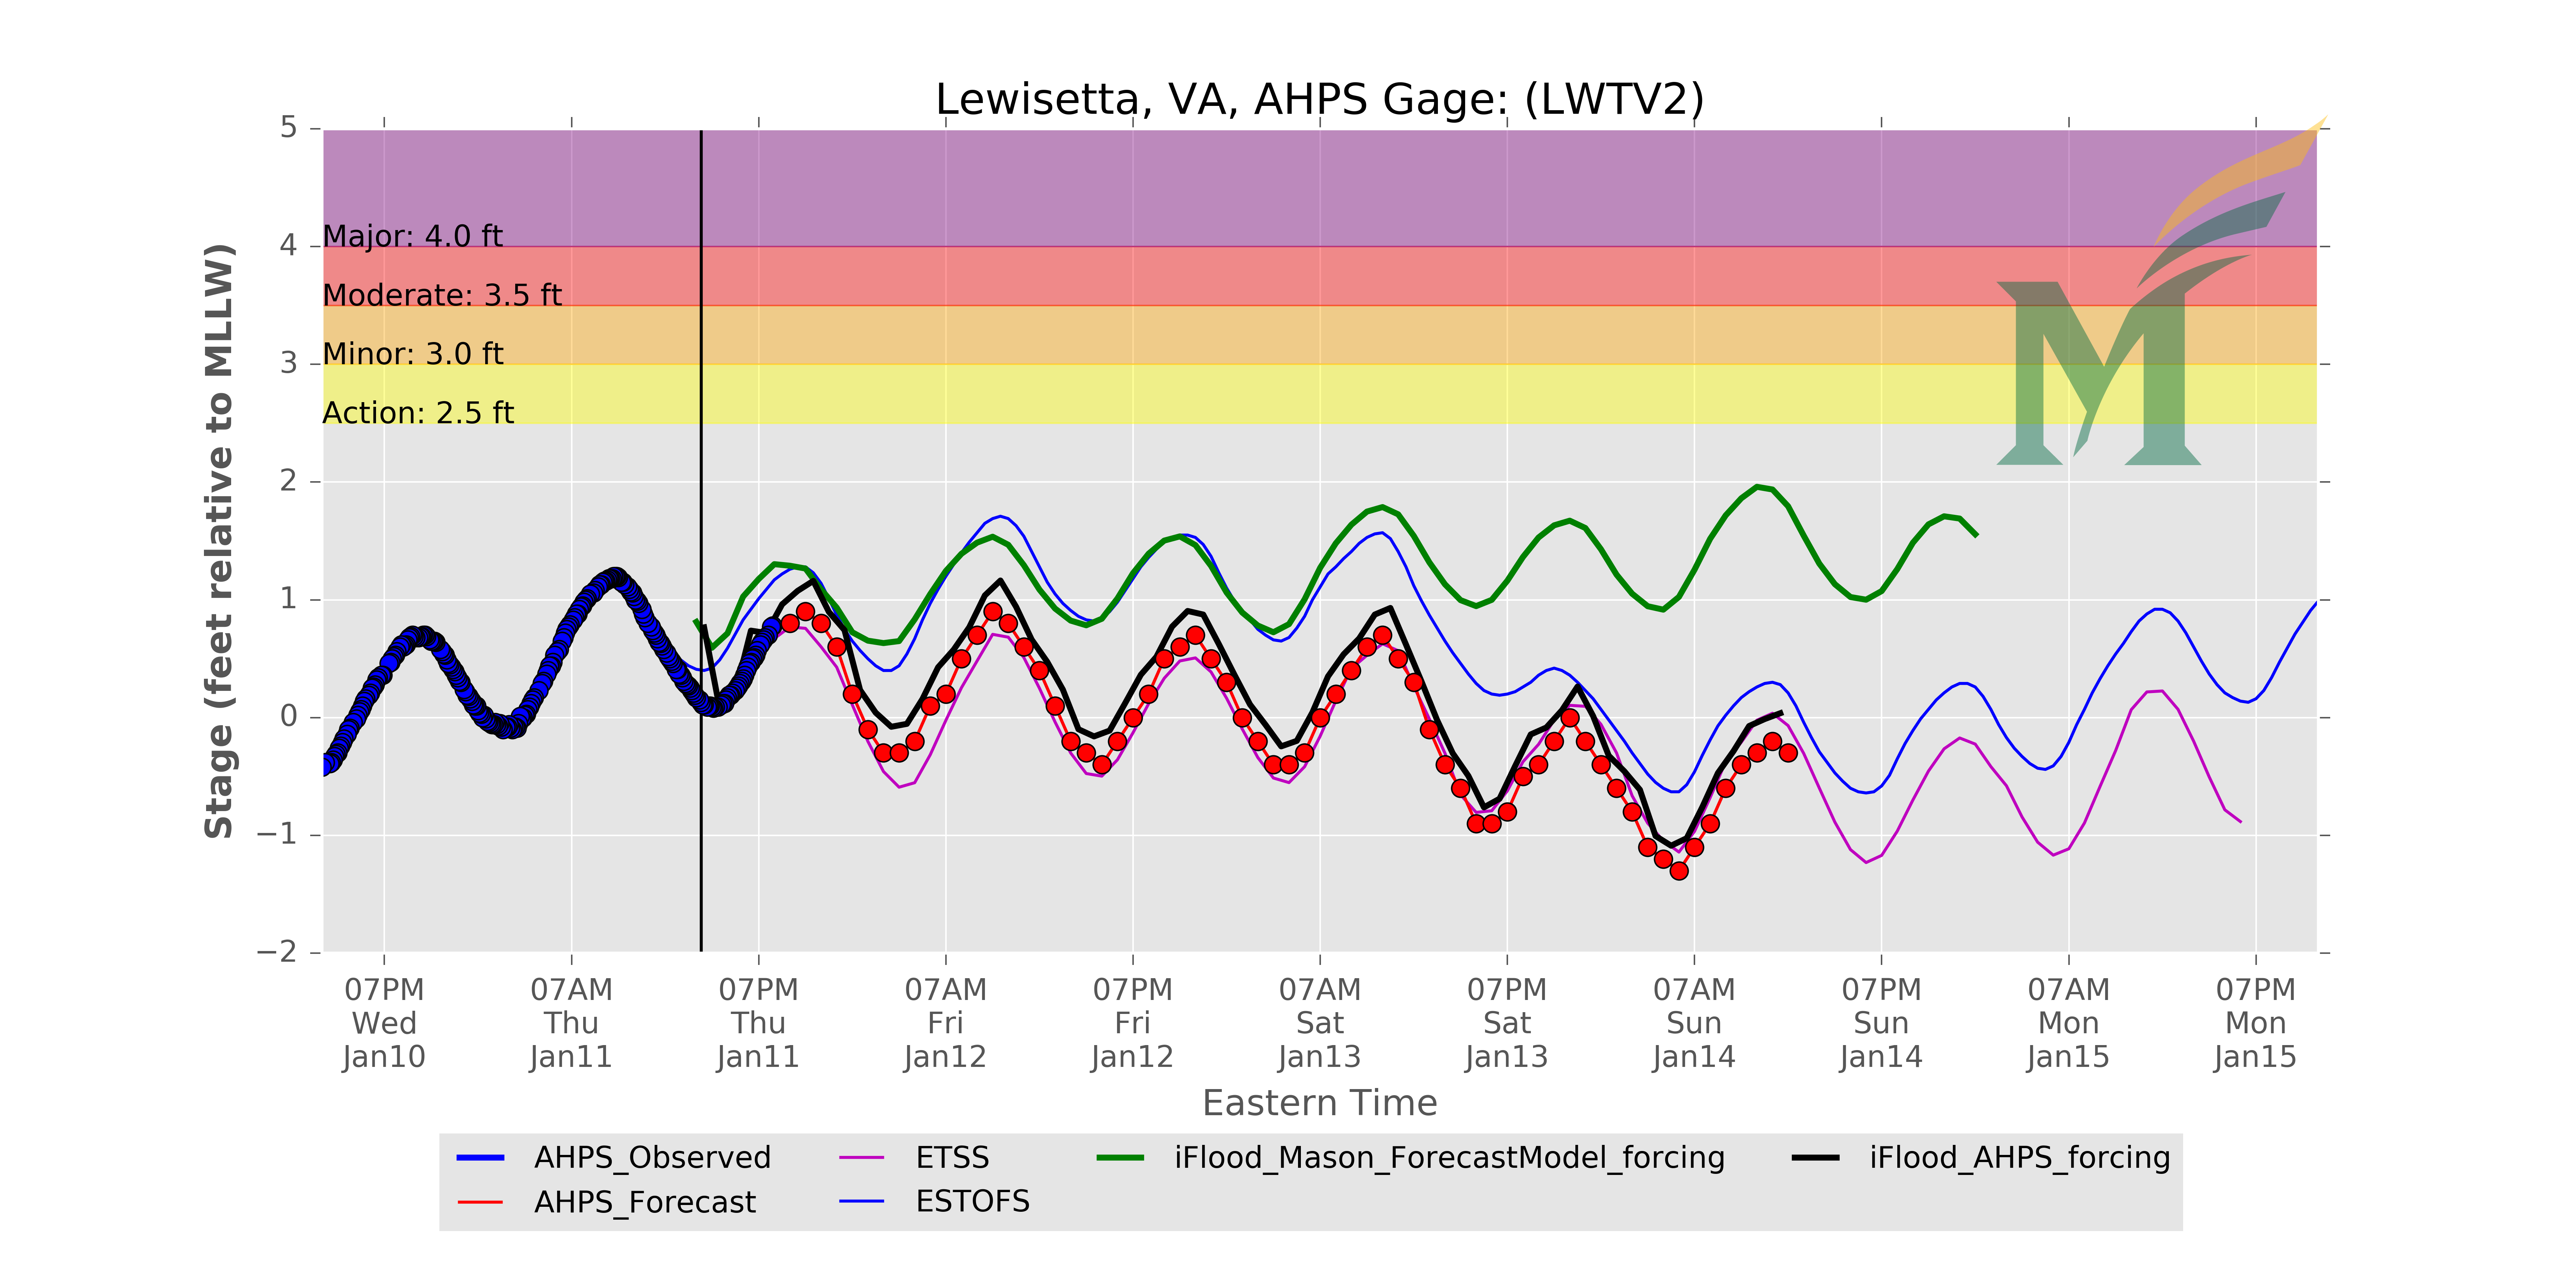 Lewisetta, VA, AHPS Gage: (LWTV2)
Stage (feet relative to MLLW)
5
4
3
2
1
0
−1
−2
Major: 4.0 ft
Moderate: 3.5 ft
Minor: 3.0 ft
Action: 2.5 ft
M
07PM 07AM 07PM 07AM 07PM 07AM 07PM 07AM 07PM 07AM 07PM
Wed Thu Thu Fri Fri Sat Sat Sun Sun Mon Mon
Jan10 Jan11 Jan11 Jan12 Jan12 Jan13 Jan13 Jan14 Jan14 Jan15 Jan15
Eastern Time
AHPS_Observed ETSS iFlood_Mason_ForecastModel_forcing iFlood_AHPS_forcing
AHPS_Forecast ESTOFS